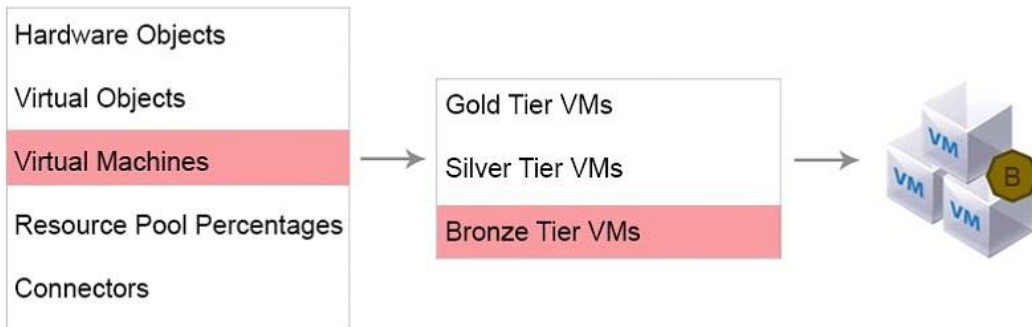 Hardware Objects
Virtual Objects
Virtual Machines
Resource Pool Percentages
Connectors
Gold Tier VMs
Silver Tier VMs
Bronze Tier VMs
VM
VM
VM
B